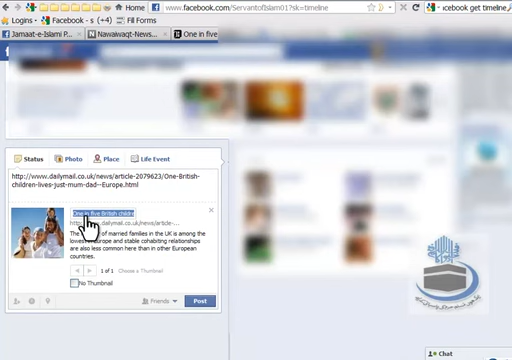 Home
www.facebook.com/ServantofIslam01?sk=timeline
icebook get timeline
Logins
Facebook - s
(+4)
Fill Forms
Jamaat-e-Islami P...
Nawaiwaqt-News...
One in five
Status
Photo
Place
Life Event
http://www.dailymail.co.uk/news/article-2079623/One-British-
children-lives-just-mum-dad--Europe.html
One in five British childre
http://www.dailymail.co.uk/news/article-...
The of married families in the UK is among the
lowest in Europe and stable cohabiting relationships
are also less common here than in other European
countries.
1 of 1 Choose a Thumbnail
No Thumbnail
Friends
Post
Chat